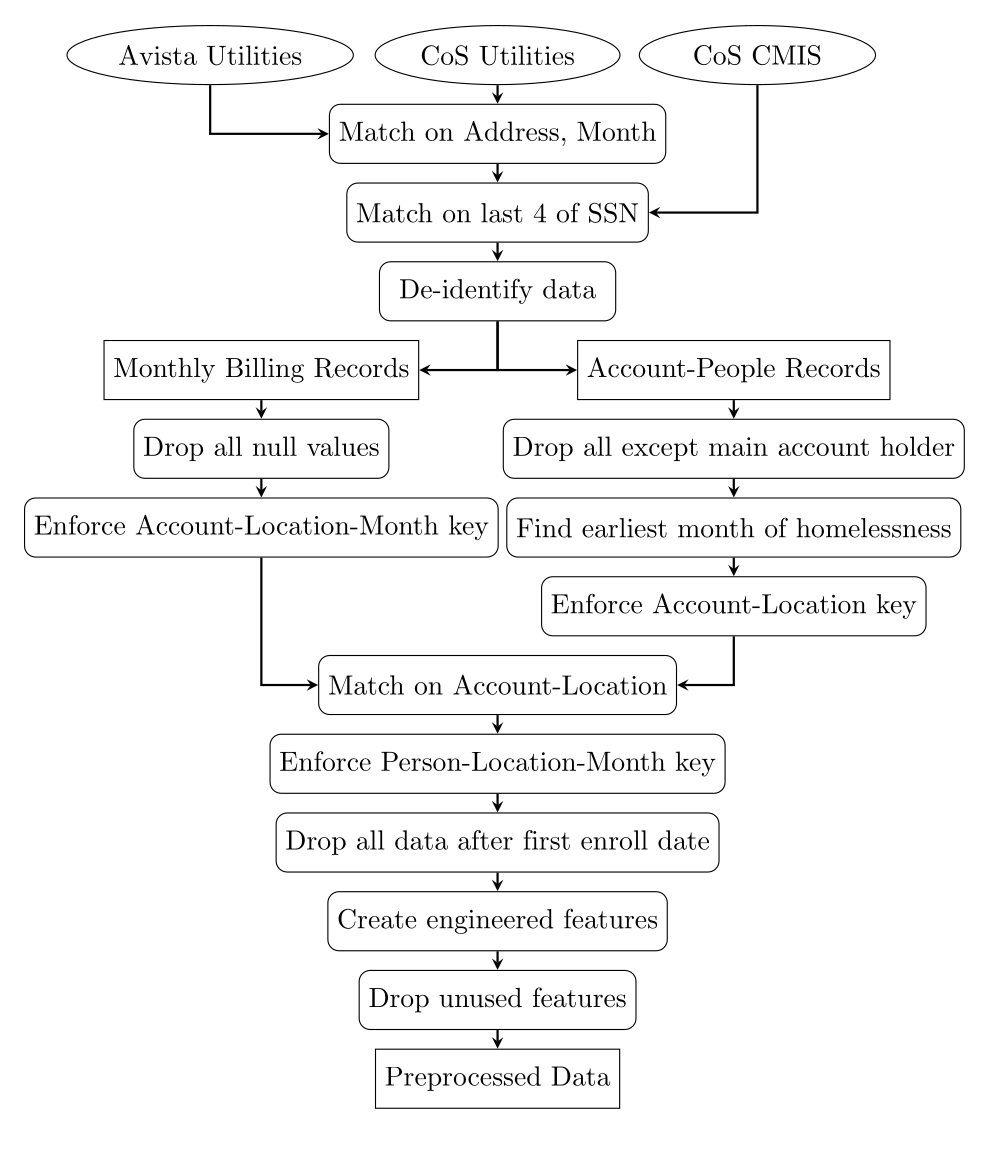 Avista Utilities
CoS Utilities
CoS CMIS
Match on Address, Month
Match on last 4 of SSN
De-identify data
Monthly Billing Records
Account-People Records
Drop all null values
Drop all except main account holder
Enforce Account-Location-Month key
Find earliest month of homelessness
Enforce Account-Location key
Match on Account-Location
Enforce Person-Location-Month key
Drop all data after first enroll date
Create engineered features
Drop unused features
Preprocessed Data